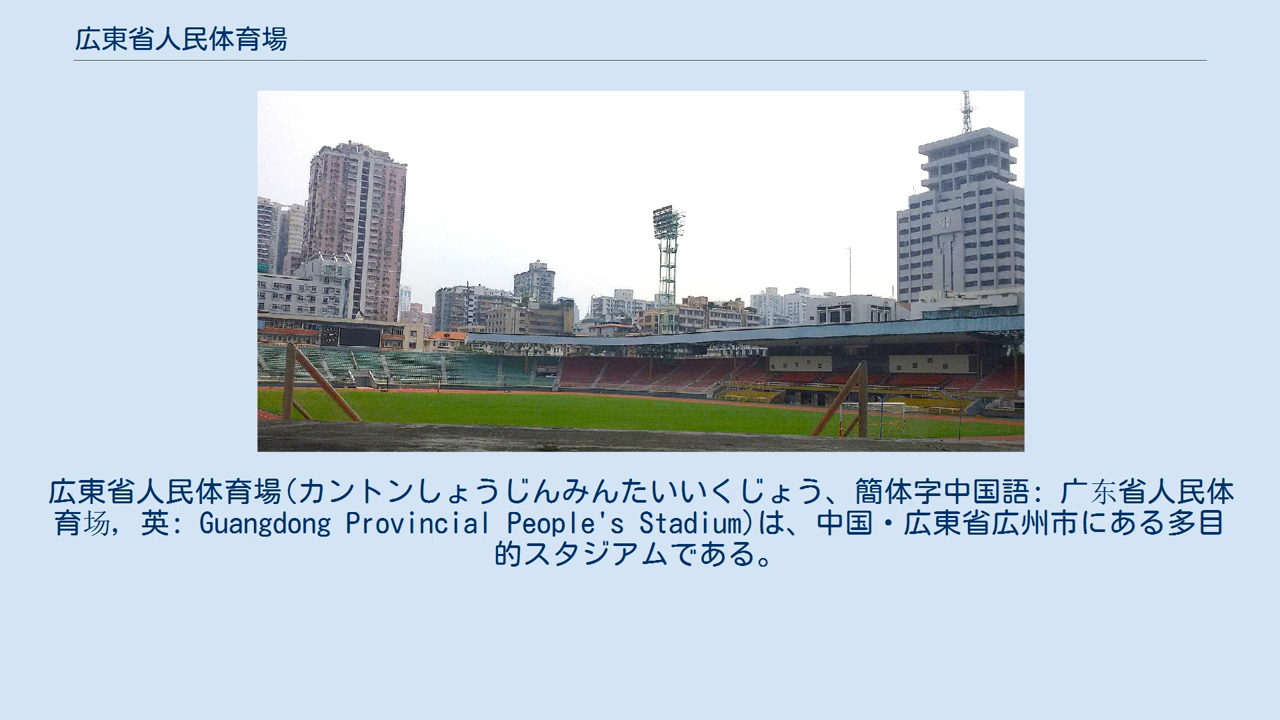 広東省人民体育場
広東省人民体育場(カントンしょうじんみんたいいくじょう、簡体字中国語: 广东省人民体
育场, 英: Guangdong Provincial People's Stadium)は、中国・広東省広州市にある多目
的スタジアムである。